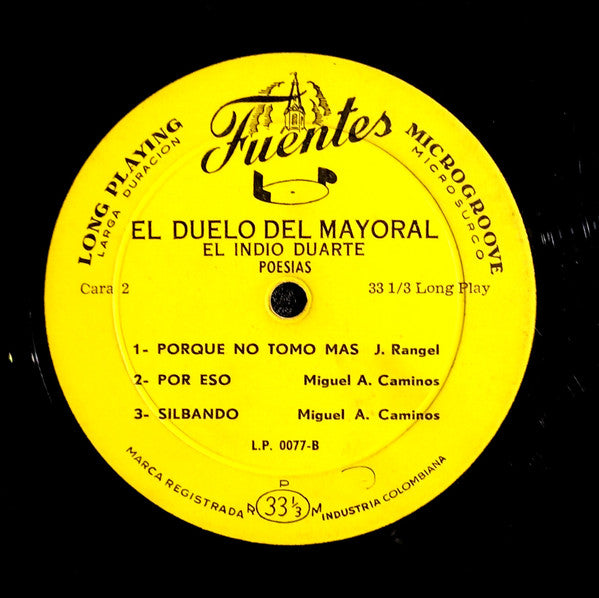 Fuentes
LP
LONG PLAYING
LARGA DURACION
MICROGROOVE
MICROSURCO
EL DUELO DEL MAYORAL
EL INDIO DUARTE
POESIAS
Cara 2
33 1/3 Long Play
1- PORQUE NO TOMO MAS J. Rangel
2- POR ESO Miguel A. Caminos
3- SILBANDO Miguel A. Caminos
L.P. 0077-B
MARCA REGISTRADA
R P M
33 1/3
INDUSTRIA COLOMBIANA